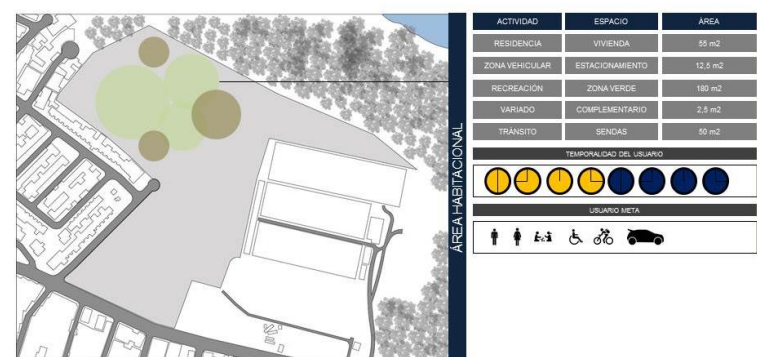 ÁREA HABITACIONAL
ACTIVIDAD ESPACIO ÁREA
RESIDENCIA VIVIENDA 55 m2
ZONA VEHICULAR ESTACIONAMIENTO 12,5 m2
RECREACIÓN ZONA VERDE 180 m2
VARIADO COMPLEMENTARIO 2,5 m2
TRÁNSITO SENDAS 50 m2
TEMPORALIDAD DEL USUARIO
USUARIO META